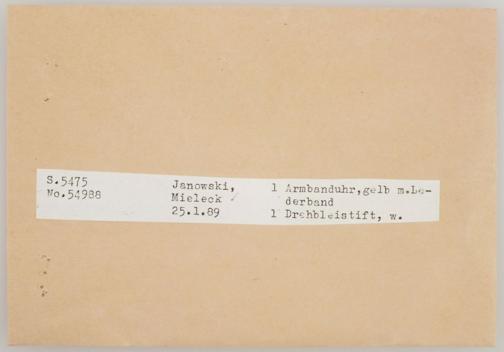 S.5475 Janowski, 1 Armbanduhr,gelb m.Le-
No.54988 Mieleck derband
25.1.89 1 Drehbleistift, w.